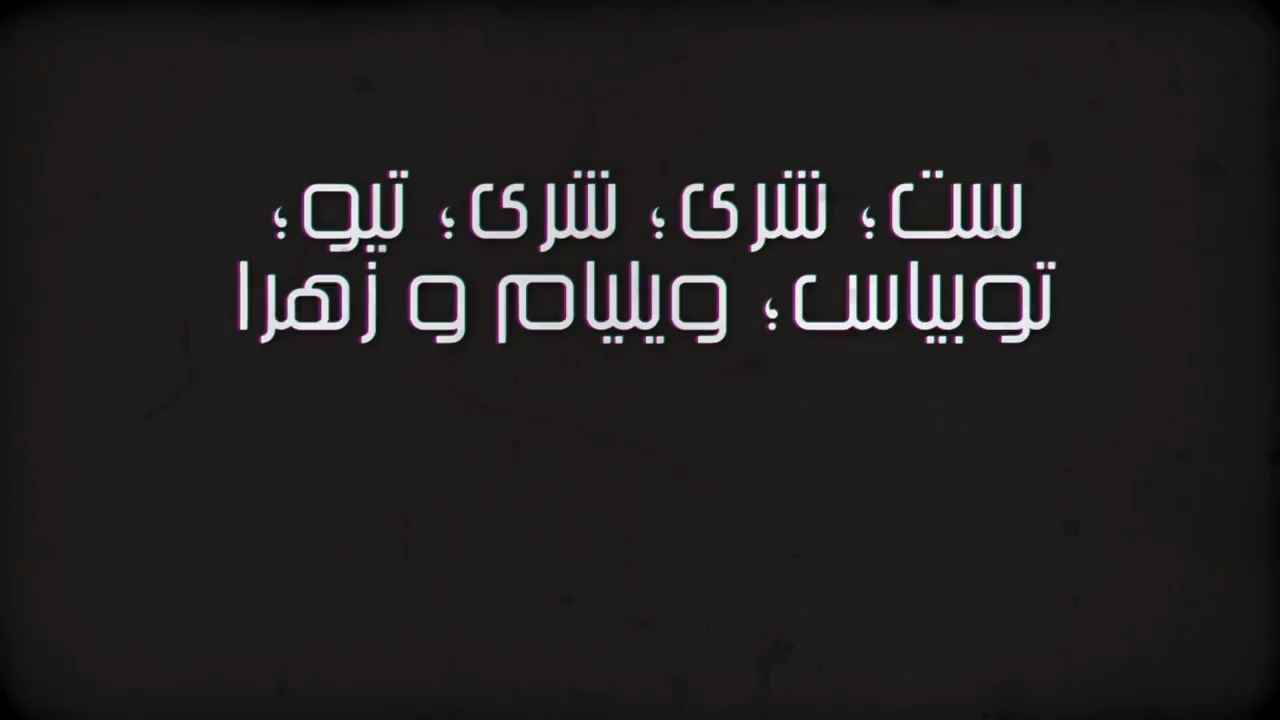 ست؛ شری؛ شری؛ تیو؛
توبیاس؛ ویلیام و زهرا